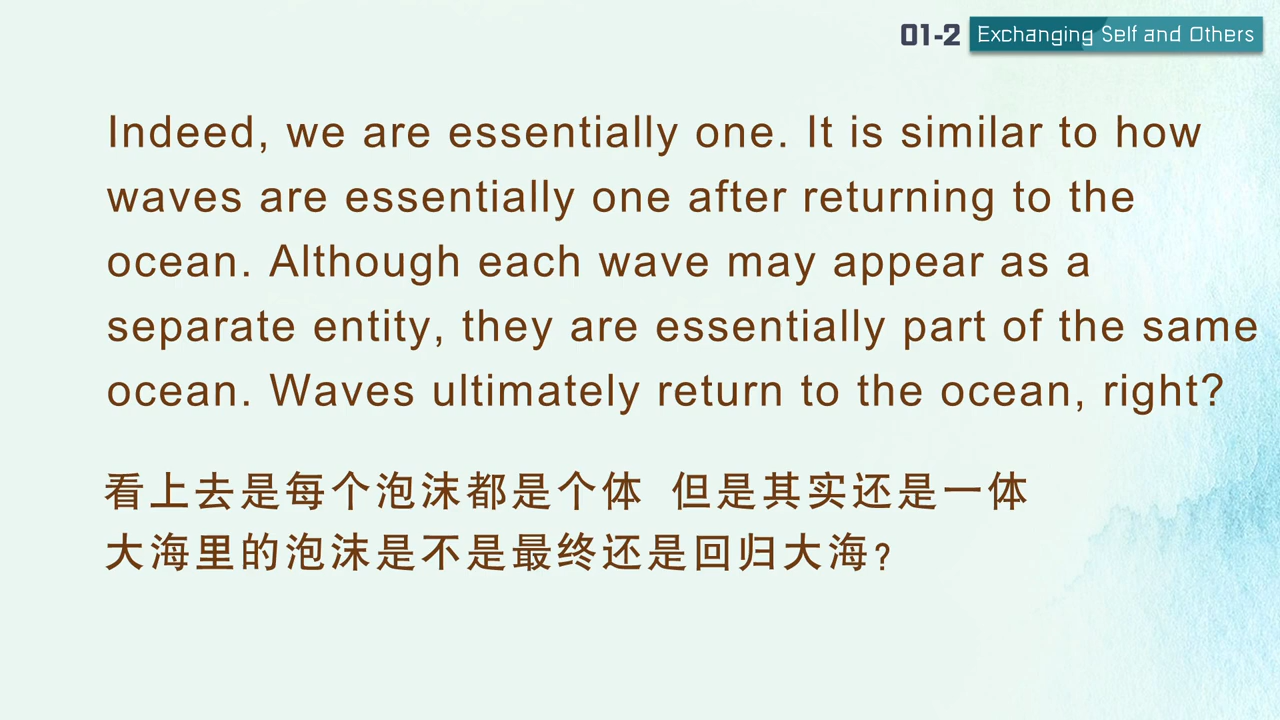 01-2 Exchanging Self and Others
Indeed, we are essentially one. It is similar to how
waves are essentially one after returning to the
ocean. Although each wave may appear as a
separate entity, they are essentially part of the same
ocean. Waves ultimately return to the ocean, right?
看上去是每个泡沫都是个体 但是其实还是一体
大海里的泡沫是不是最终还是回归大海?